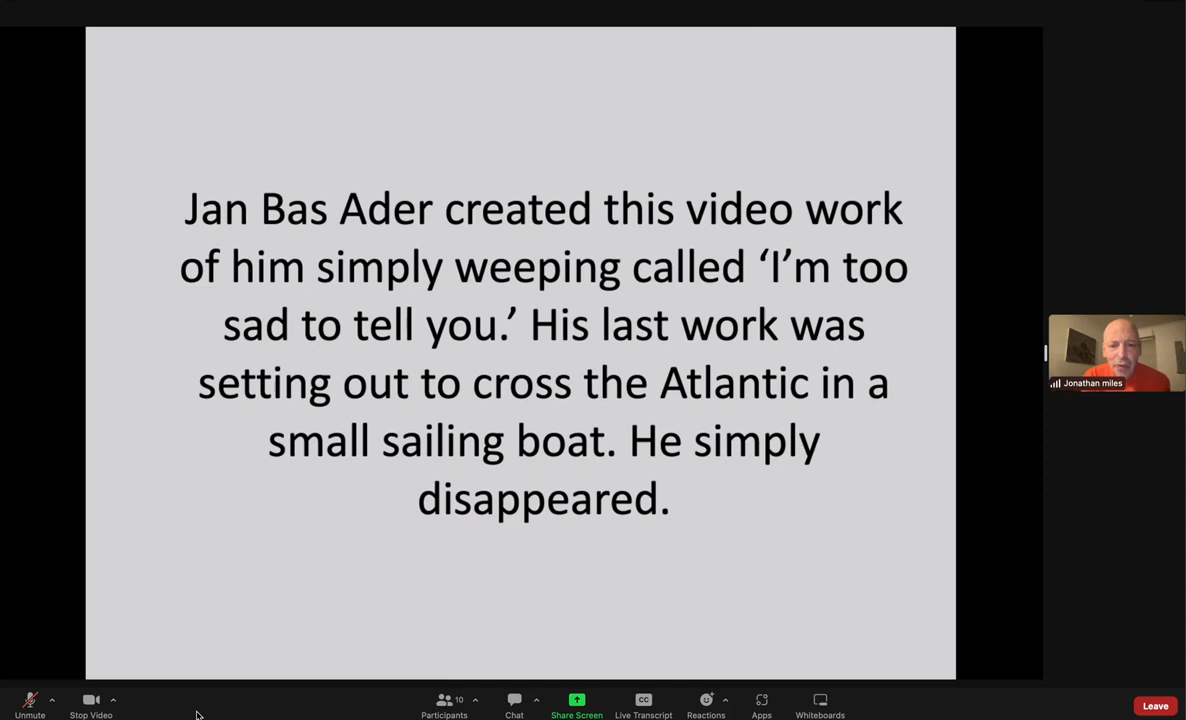 Jan Bas Ader created this video work
of him simply weeping called ‘I’m too
sad to tell you.’ His last work was
setting out to cross the Atlantic in a
small sailing boat. He simply
disappeared.
Jonathan miles
Unmute
Stop Video
10
Participants
Chat
Share Screen
CC
Live Transcript
Reactions
Apps
Whiteboards
Leave